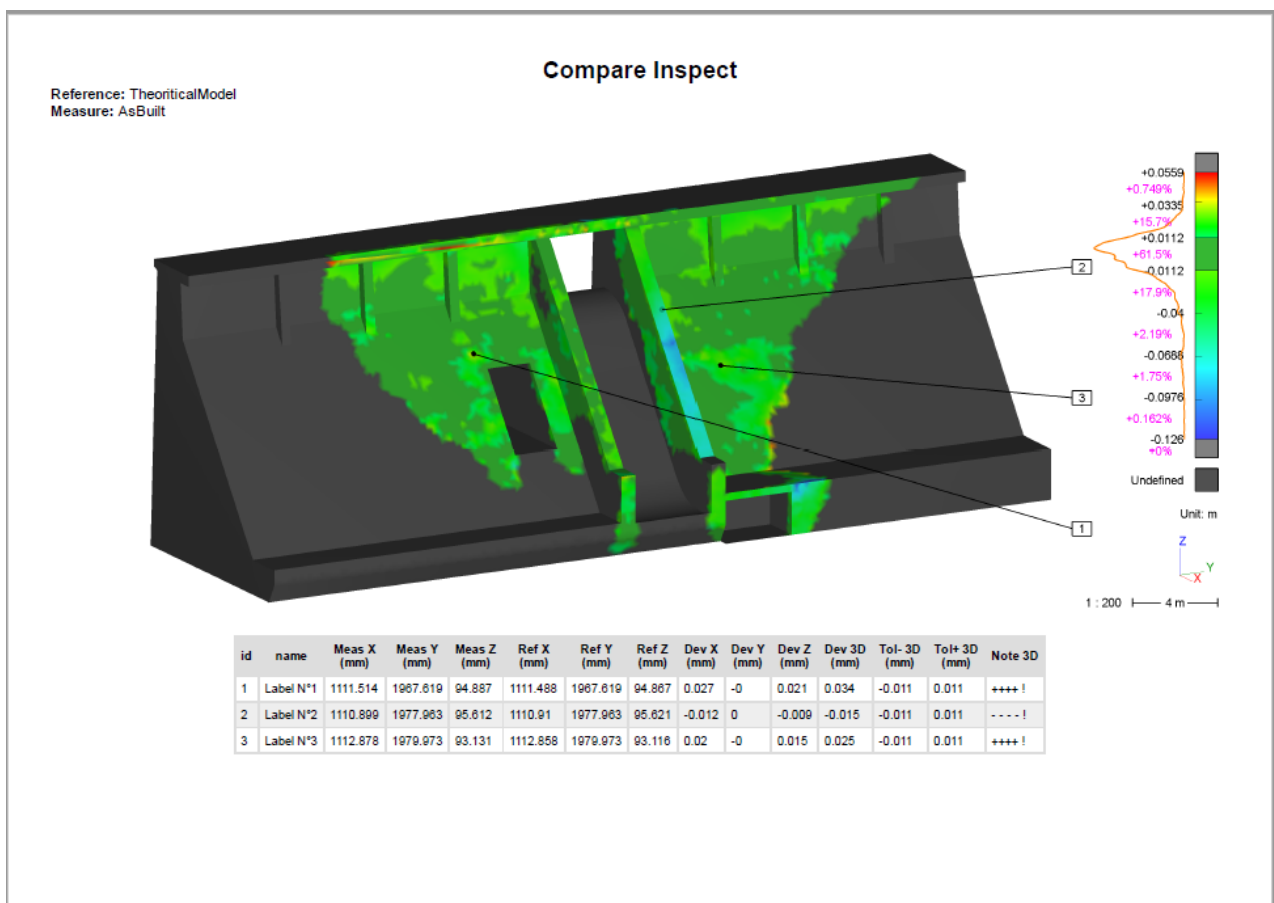 Compare Inspect
Reference: TheoriticalModel
Measure: AsBuilt
+0.0559
+0.749%
+0.0335
+15.7%
+0.0112
+61.5%
-0.0112
+17.9%
-0.04
+2.19%
-0.0688
+1.75%
-0.0976
+0.162%
-0.126
+0%
Undefined
Unit: m
2
3
1
Z
Y
X
1 : 200 4 m
id name Meas X (mm) Meas Y (mm) Meas Z (mm) Ref X (mm) Ref Y (mm) Ref Z (mm) Dev X (mm) Dev Y (mm) Dev Z (mm) Dev 3D (mm) Tol- 3D (mm) Tol+ 3D (mm) Note 3D
1 Label N°1 1111.514 1967.619 94.887 1111.488 1967.619 94.867 0.027 -0 0.021 0.034 -0.011 0.011 ++++ !
2 Label N°2 1110.899 1977.963 95.612 1110.91 1977.963 95.621 -0.012 0 -0.009 -0.015 -0.011 0.011 - - - - !
3 Label N°3 1112.878 1979.973 93.131 1112.858 1979.973 93.116 0.02 -0 0.015 0.025 -0.011 0.011 ++++ !